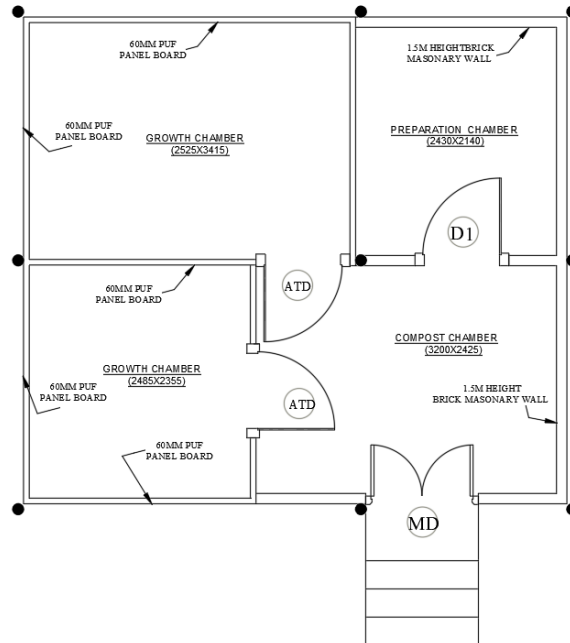 60MM PUF
PANEL BOARD
1.5M HEIGHTBRICK
MASONARY WALL
60MM PUF
PANEL BOARD
GROWTH CHAMBER
(2525X3415)
PREPARATION CHAMBER
(2430X2140)
D1
60MM PUF
PANEL BOARD
ATD
COMPOST CHAMBER
(3200X2425)
GROWTH CHAMBER
(2485X2355)
60MM PUF
PANEL BOARD
ATD
1.5M HEIGHT
BRICK MASONARY WALL
60MM PUF
PANEL BOARD
MD